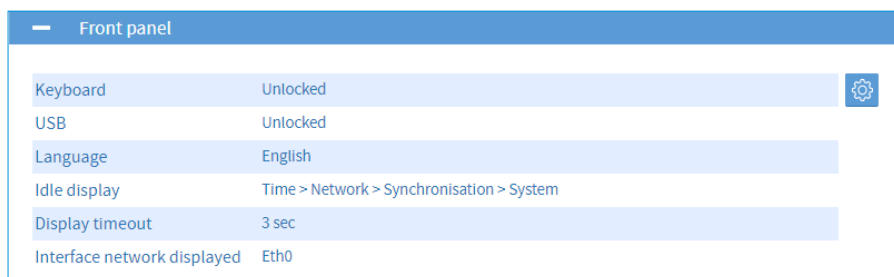 Front panel
Keyboard Unlocked
USB Unlocked
Language English
Idle display Time > Network > Synchronisation > System
Display timeout 3 sec
Interface network displayed Eth0